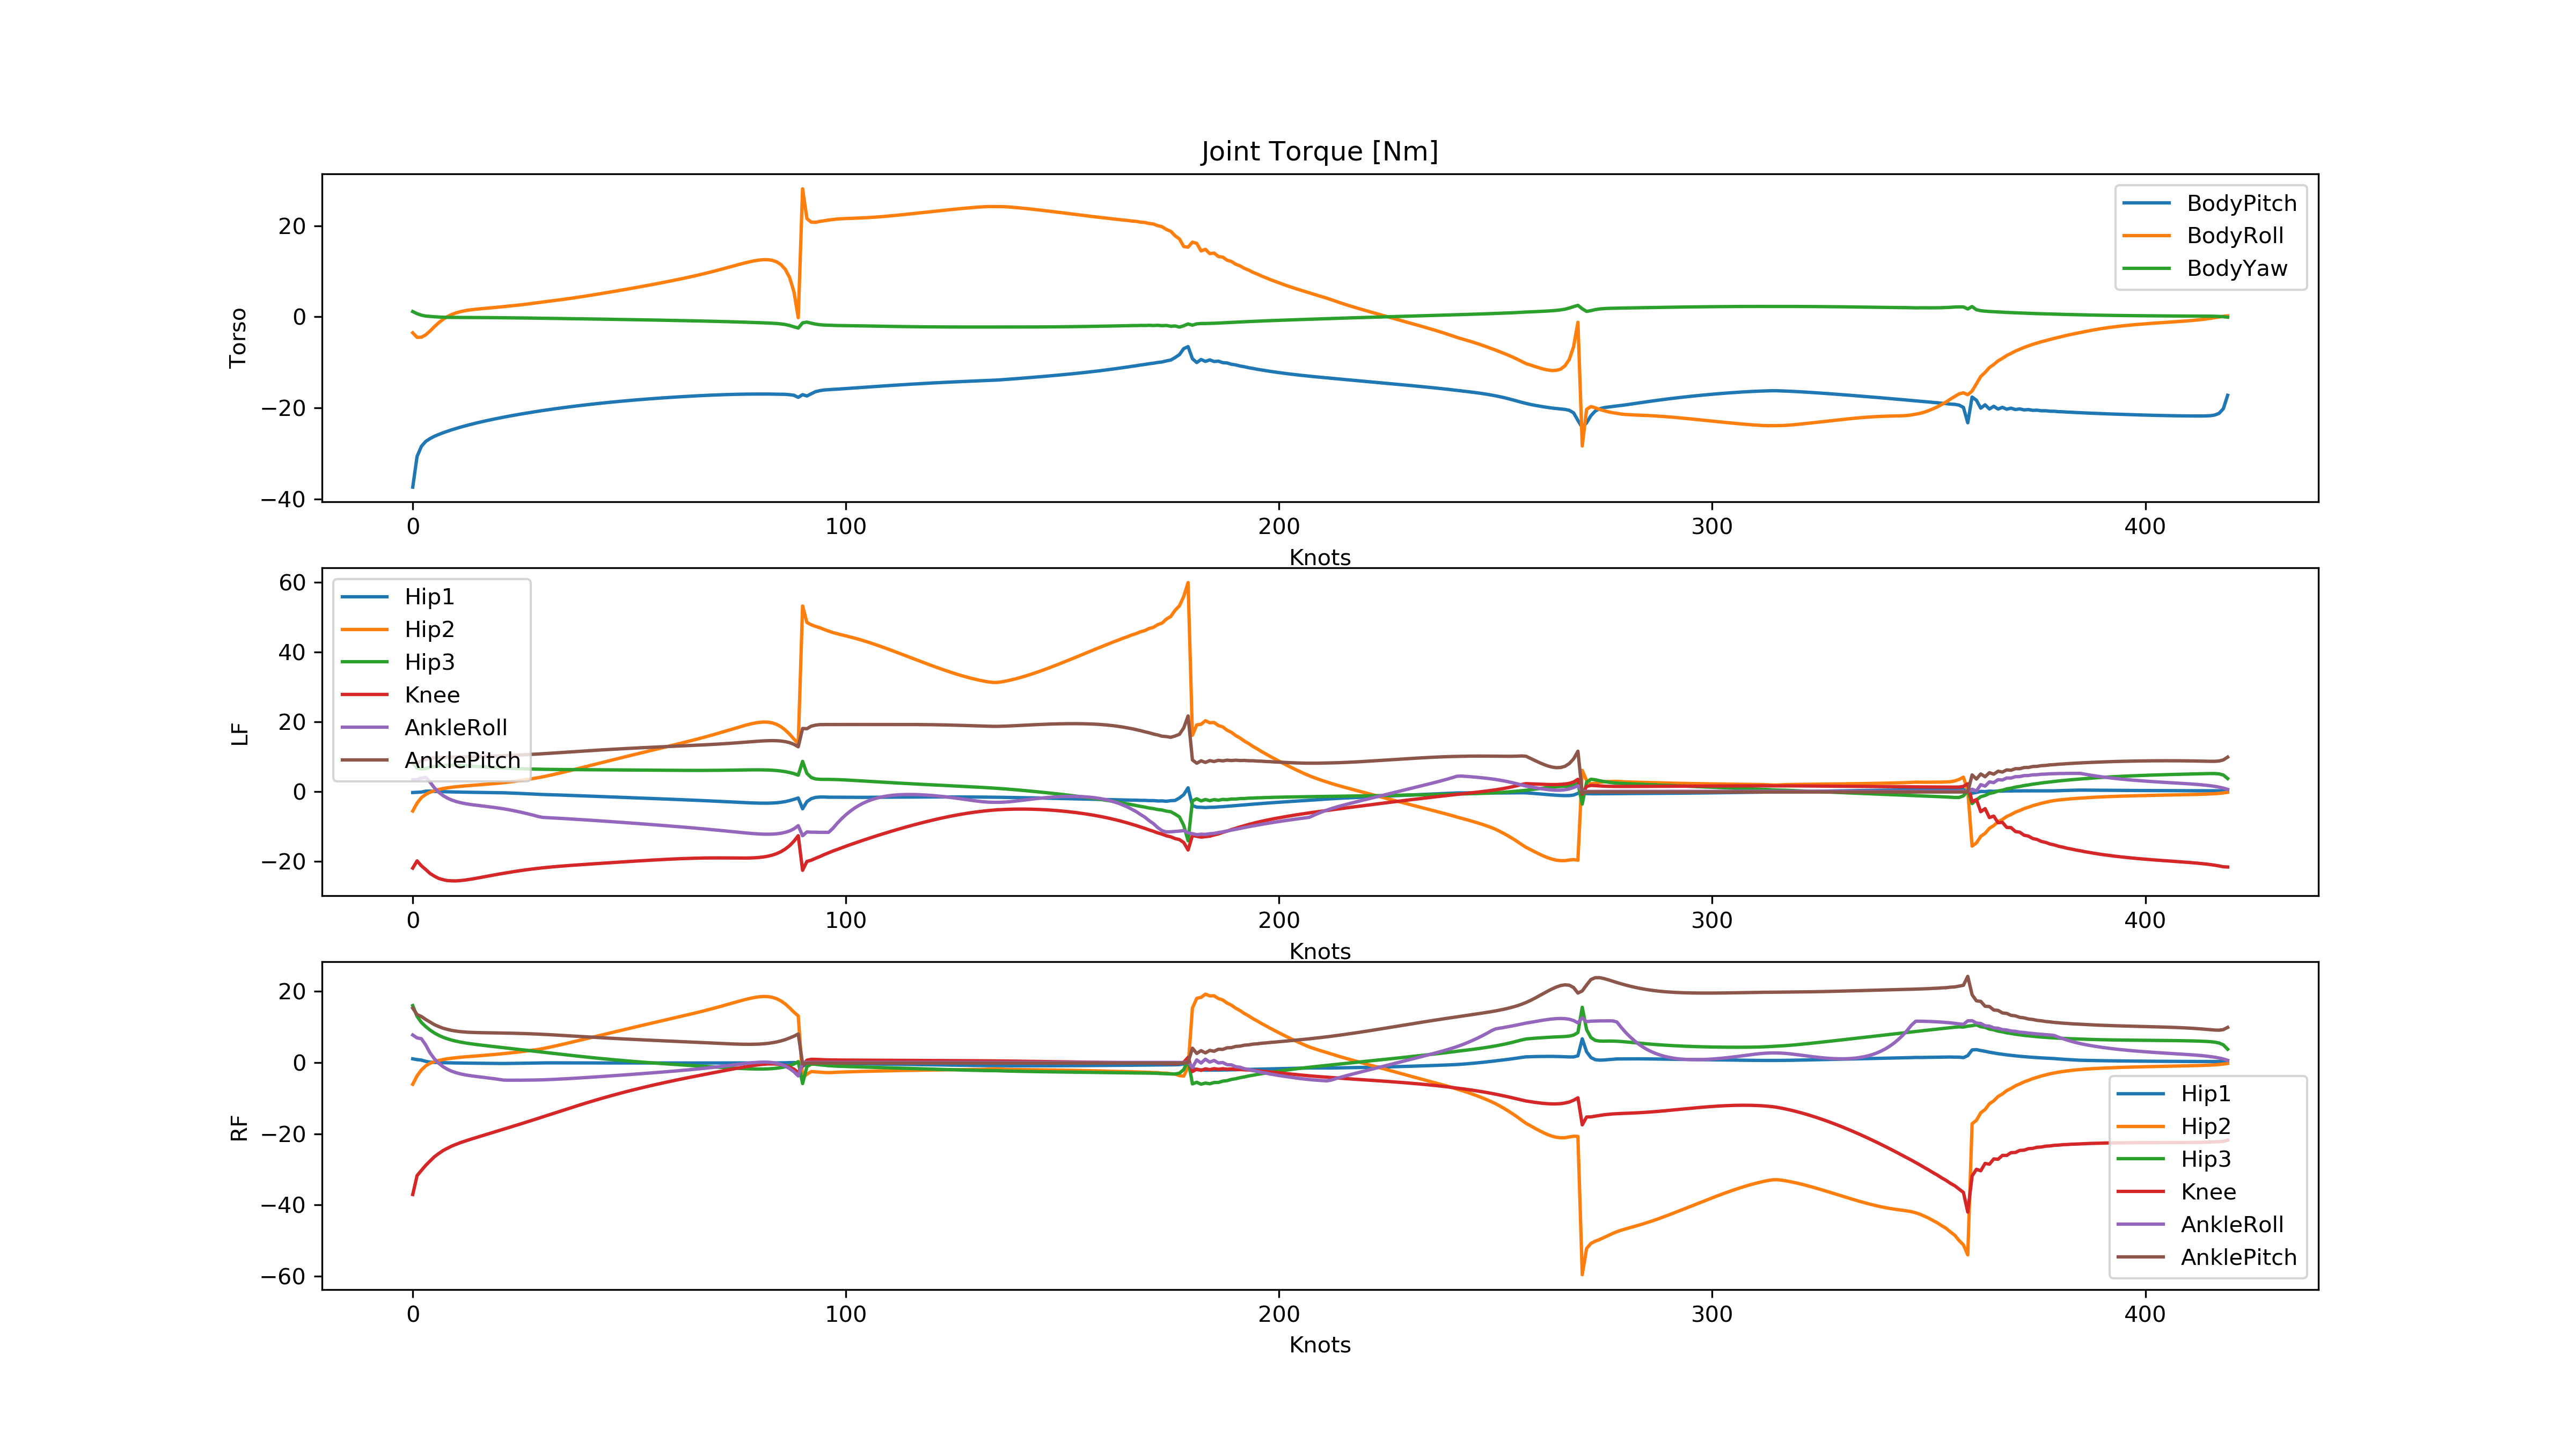 Joint Torque [Nm]
20
0
−20
−40
Torso
BodyPitch
BodyRoll
BodyYaw
0 100 200 300 400
Knots
60
40
20
0
−20
LF
Hip1
Hip2
Hip3
Knee
AnkleRoll
AnklePitch
0 100 200 300 400
Knots
20
0
−20
−40
−60
RF
Hip1
Hip2
Hip3
Knee
AnkleRoll
AnklePitch
0 100 200 300 400
Knots